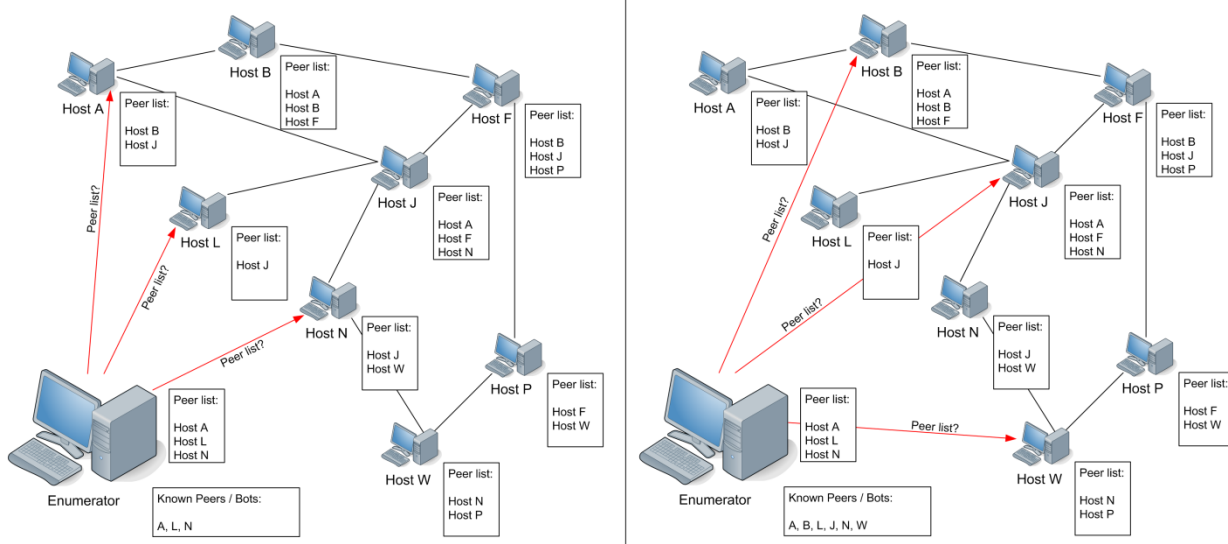 Host B
Host A
Peer list:
Host B
Host J
Peer list:
Host A
Host B
Host F
Host F
Peer list:
Host B
Host J
Host P
Peer list?
Host L
Peer list:
Host J
Host J
Peer list:
Host A
Host F
Host N
Peer list?
Host N
Peer list:
Host J
Host W
Peer list?
Host P
Peer list:
Host F
Host W
Peer list:
Host A
Host L
Host N
Host W
Peer list:
Host N
Host P
Enumerator
Known Peers / Bots:
A, L, N
Host B
Host A
Peer list:
Host B
Host J
Peer list:
Host A
Host B
Host F
Host F
Peer list:
Host B
Host J
Host P
Peer list?
Host L
Peer list:
Host J
Host J
Peer list:
Host A
Host F
Host N
Peer list?
Host N
Peer list:
Host J
Host W
Host P
Peer list:
Host F
Host W
Peer list:
Host A
Host L
Host N
Peer list?
Host W
Peer list:
Host N
Host P
Enumerator
Known Peers / Bots:
A, B, L, J, N, W